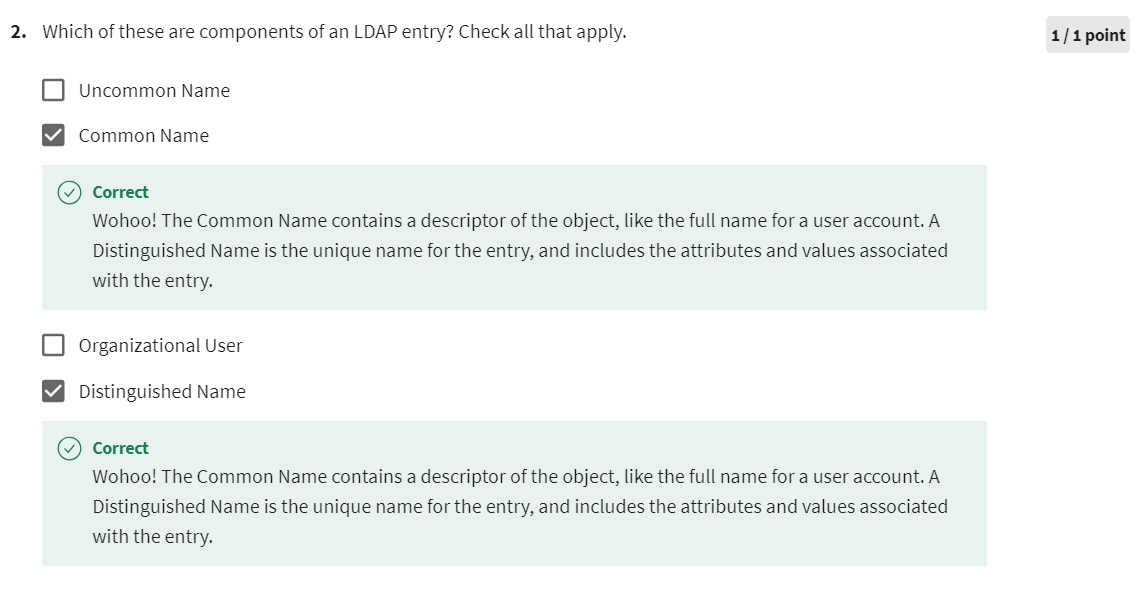 2. Which of these are components of an LDAP entry? Check all that apply.
1 / 1 point
Uncommon Name
Common Name
Correct
Wohoo! The Common Name contains a descriptor of the object, like the full name for a user account. A
Distinguished Name is the unique name for the entry, and includes the attributes and values associated
with the entry.
Organizational User
Distinguished Name
Correct
Wohoo! The Common Name contains a descriptor of the object, like the full name for a user account. A
Distinguished Name is the unique name for the entry, and includes the attributes and values associated
with the entry.